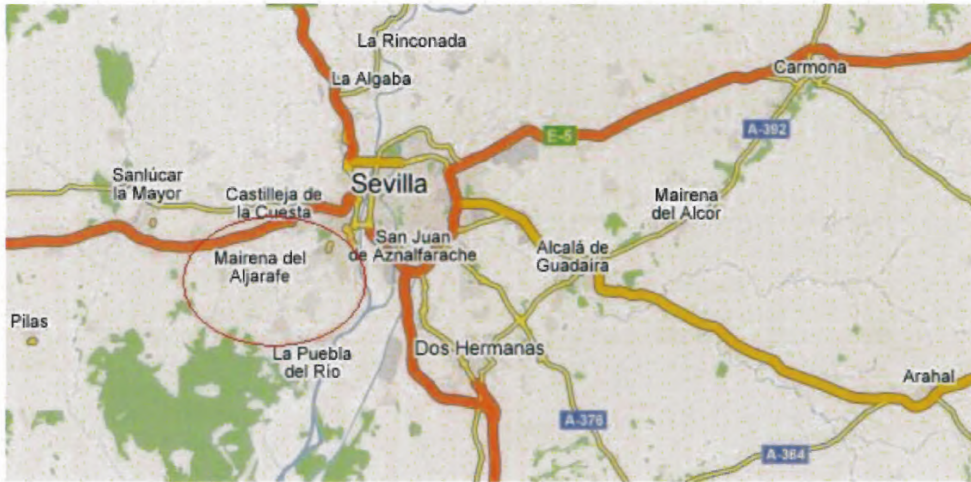 La Rinconada
La Algaba
Carmona
E-5
A-392
Sanlúcar
la Mayor
Castilleja de
la Cuesta
Sevilla
Mairena
del Alcor
San Juan
de Aznalfarache
Alcalá de
Guadaira
Mairena del
Aljarafe
Pilas
La Puebla
del Río
Dos Hermanas
Arahal
A-376
A-364